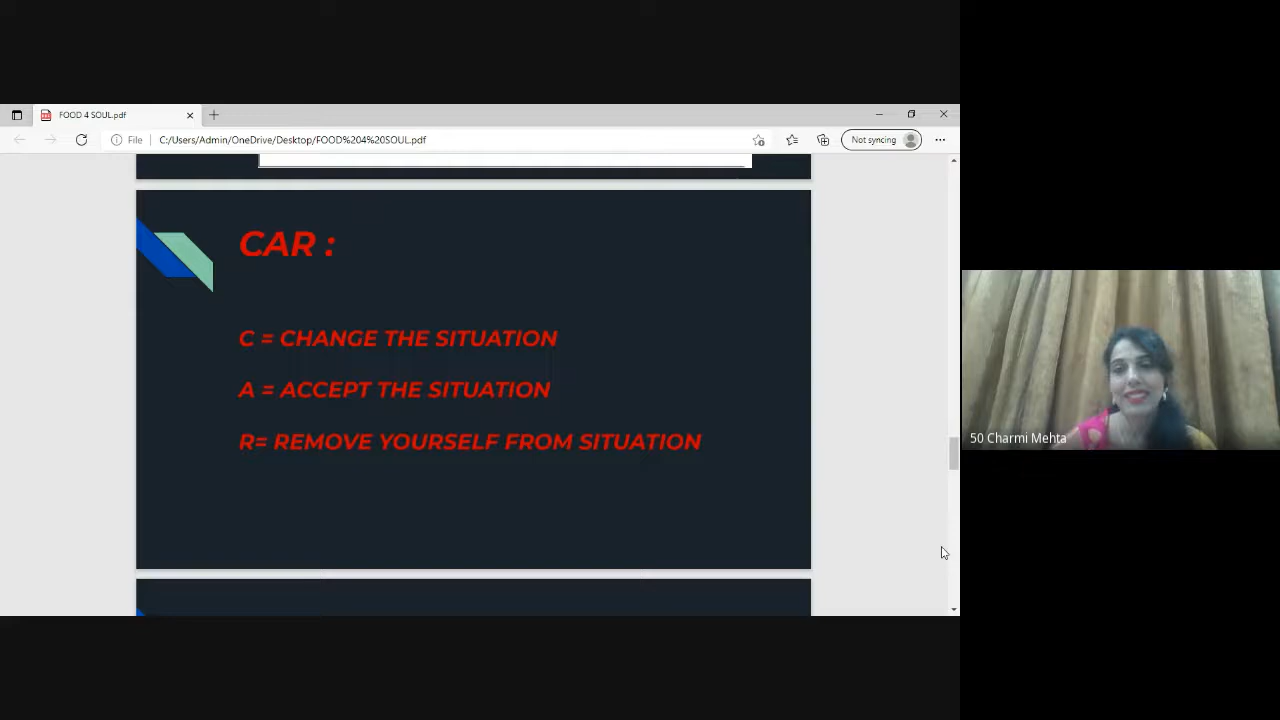 FOOD 4 SOUL.pdf
File
C:/Users/Admin/OneDrive/Desktop/FOOD%204%20SOUL.pdf
Not syncing
CAR :
C = CHANGE THE SITUATION
A = ACCEPT THE SITUATION
R= REMOVE YOURSELF FROM SITUATION
50 Charmi Mehta